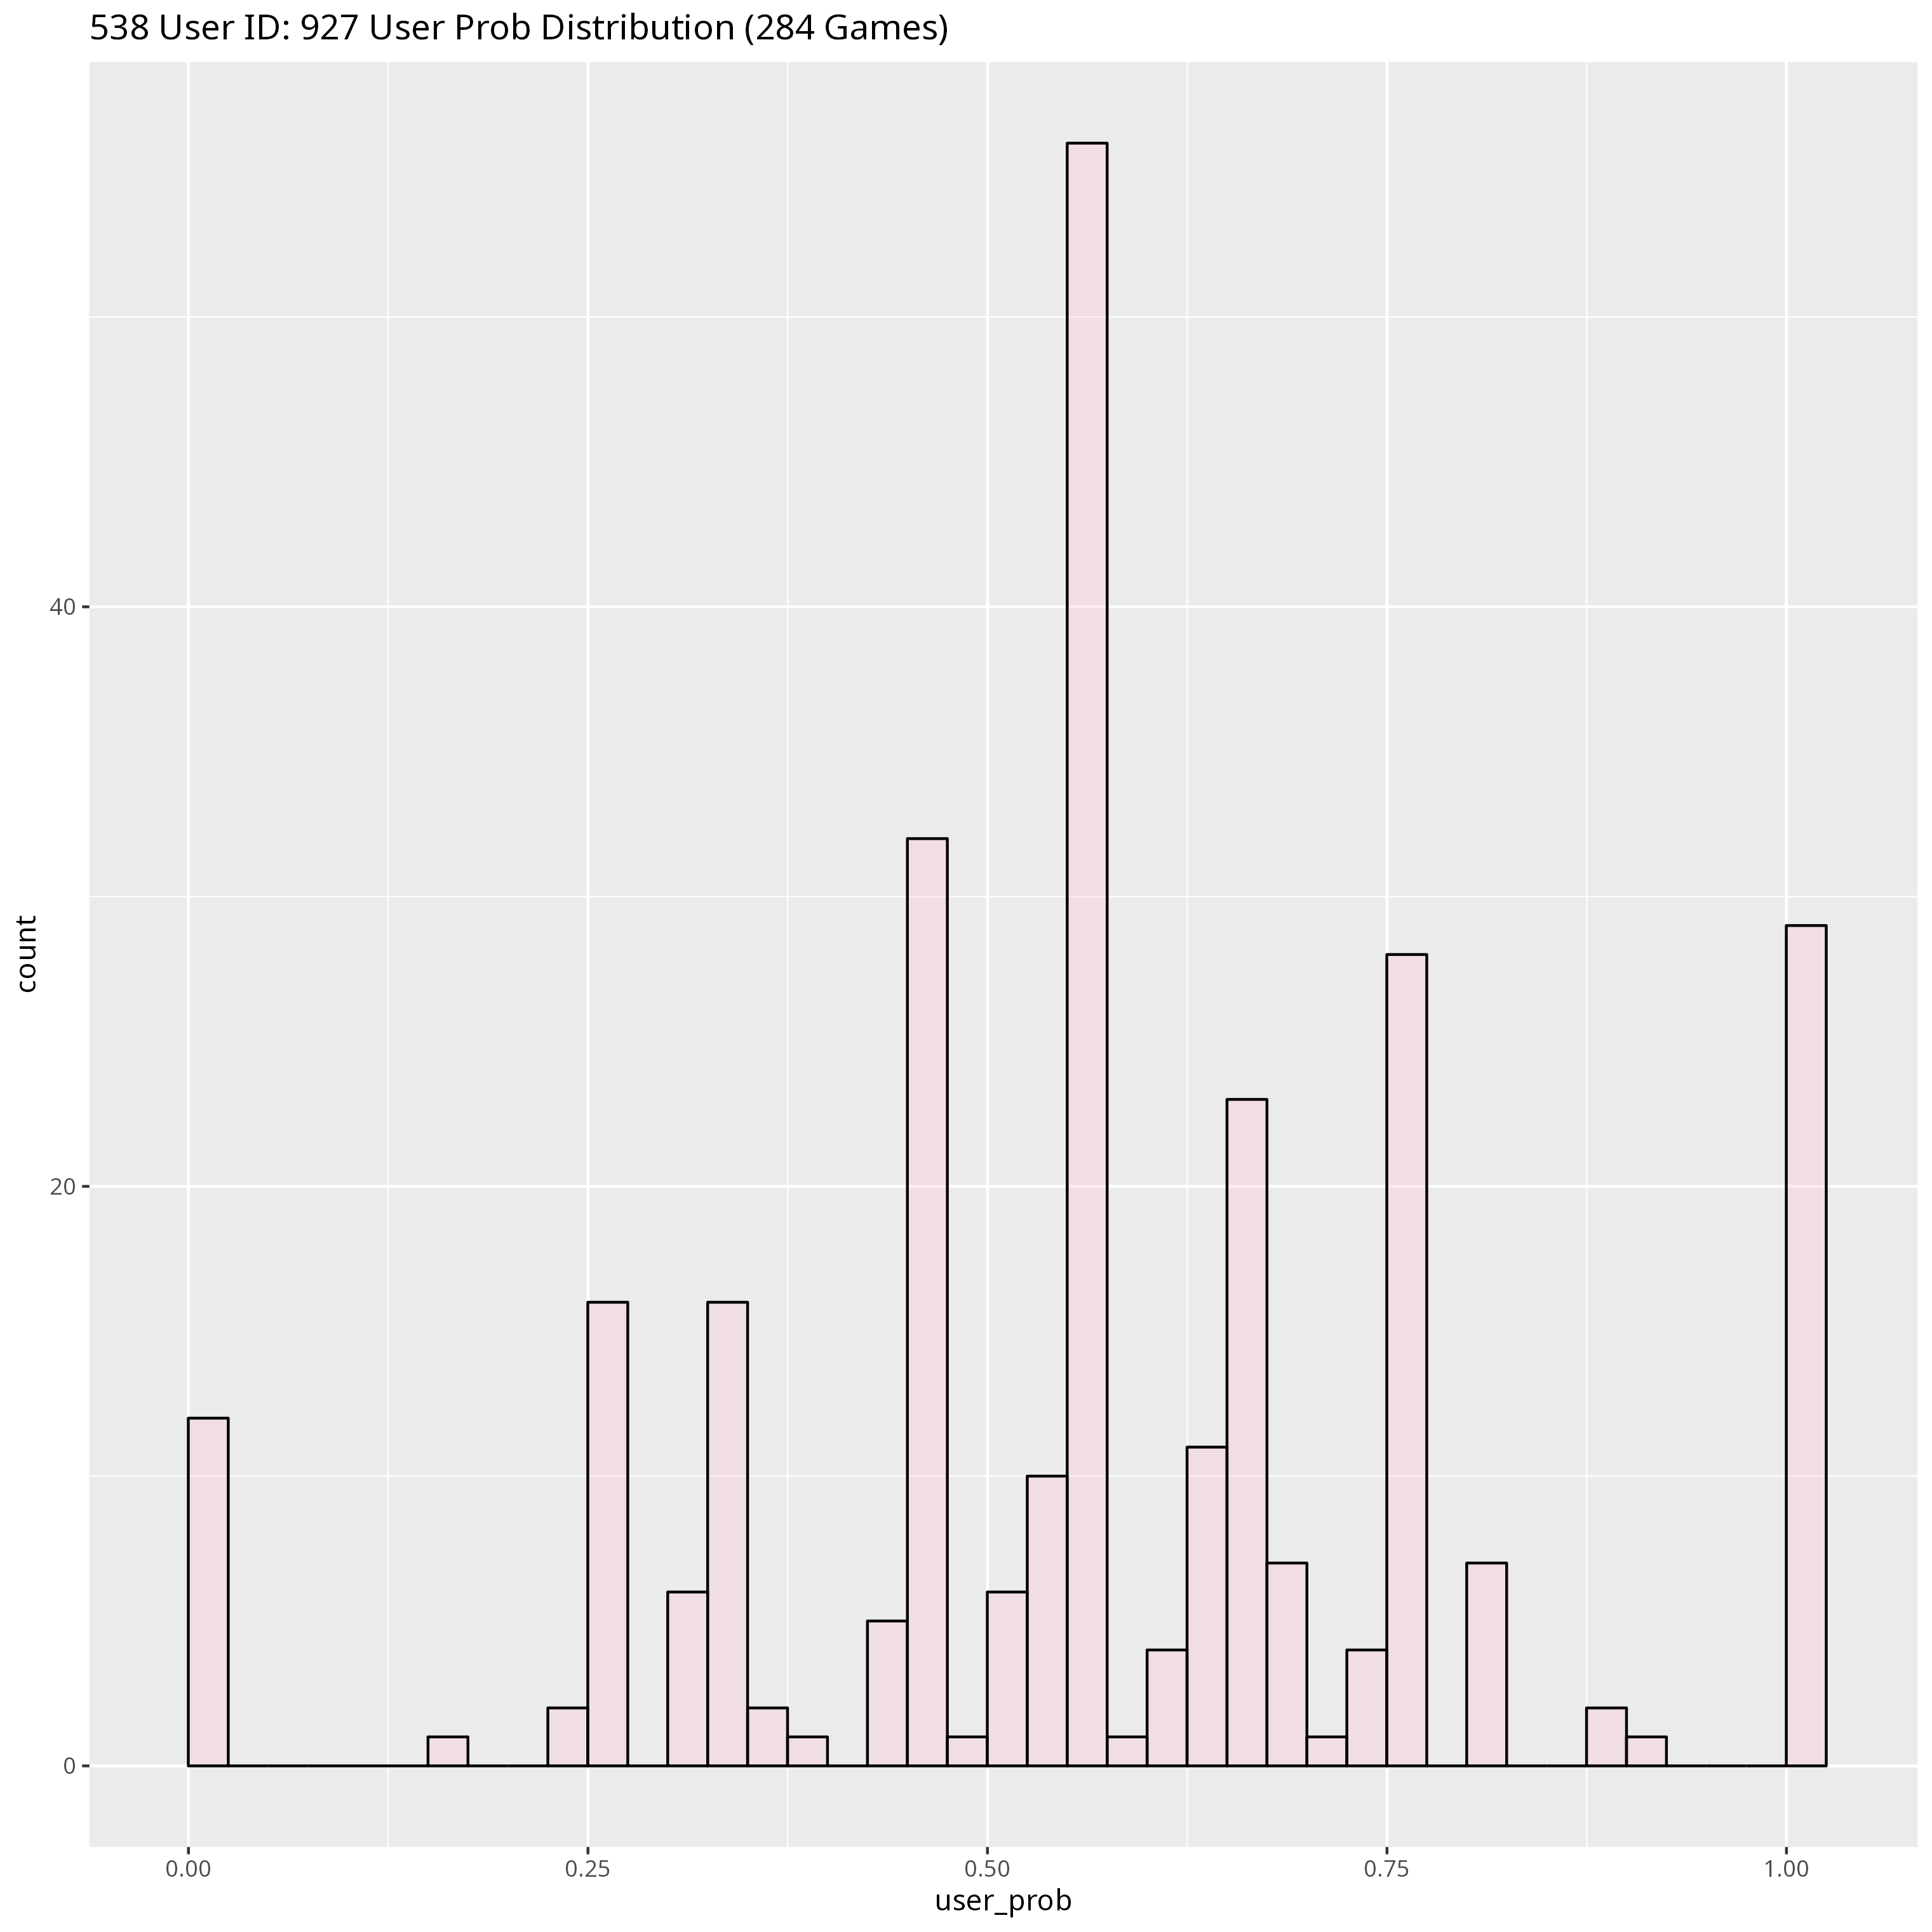 538 User ID: 927 User Prob Distribution (284 Games)
count
40
20
0
0.00 0.25 0.50 0.75 1.00
user_prob